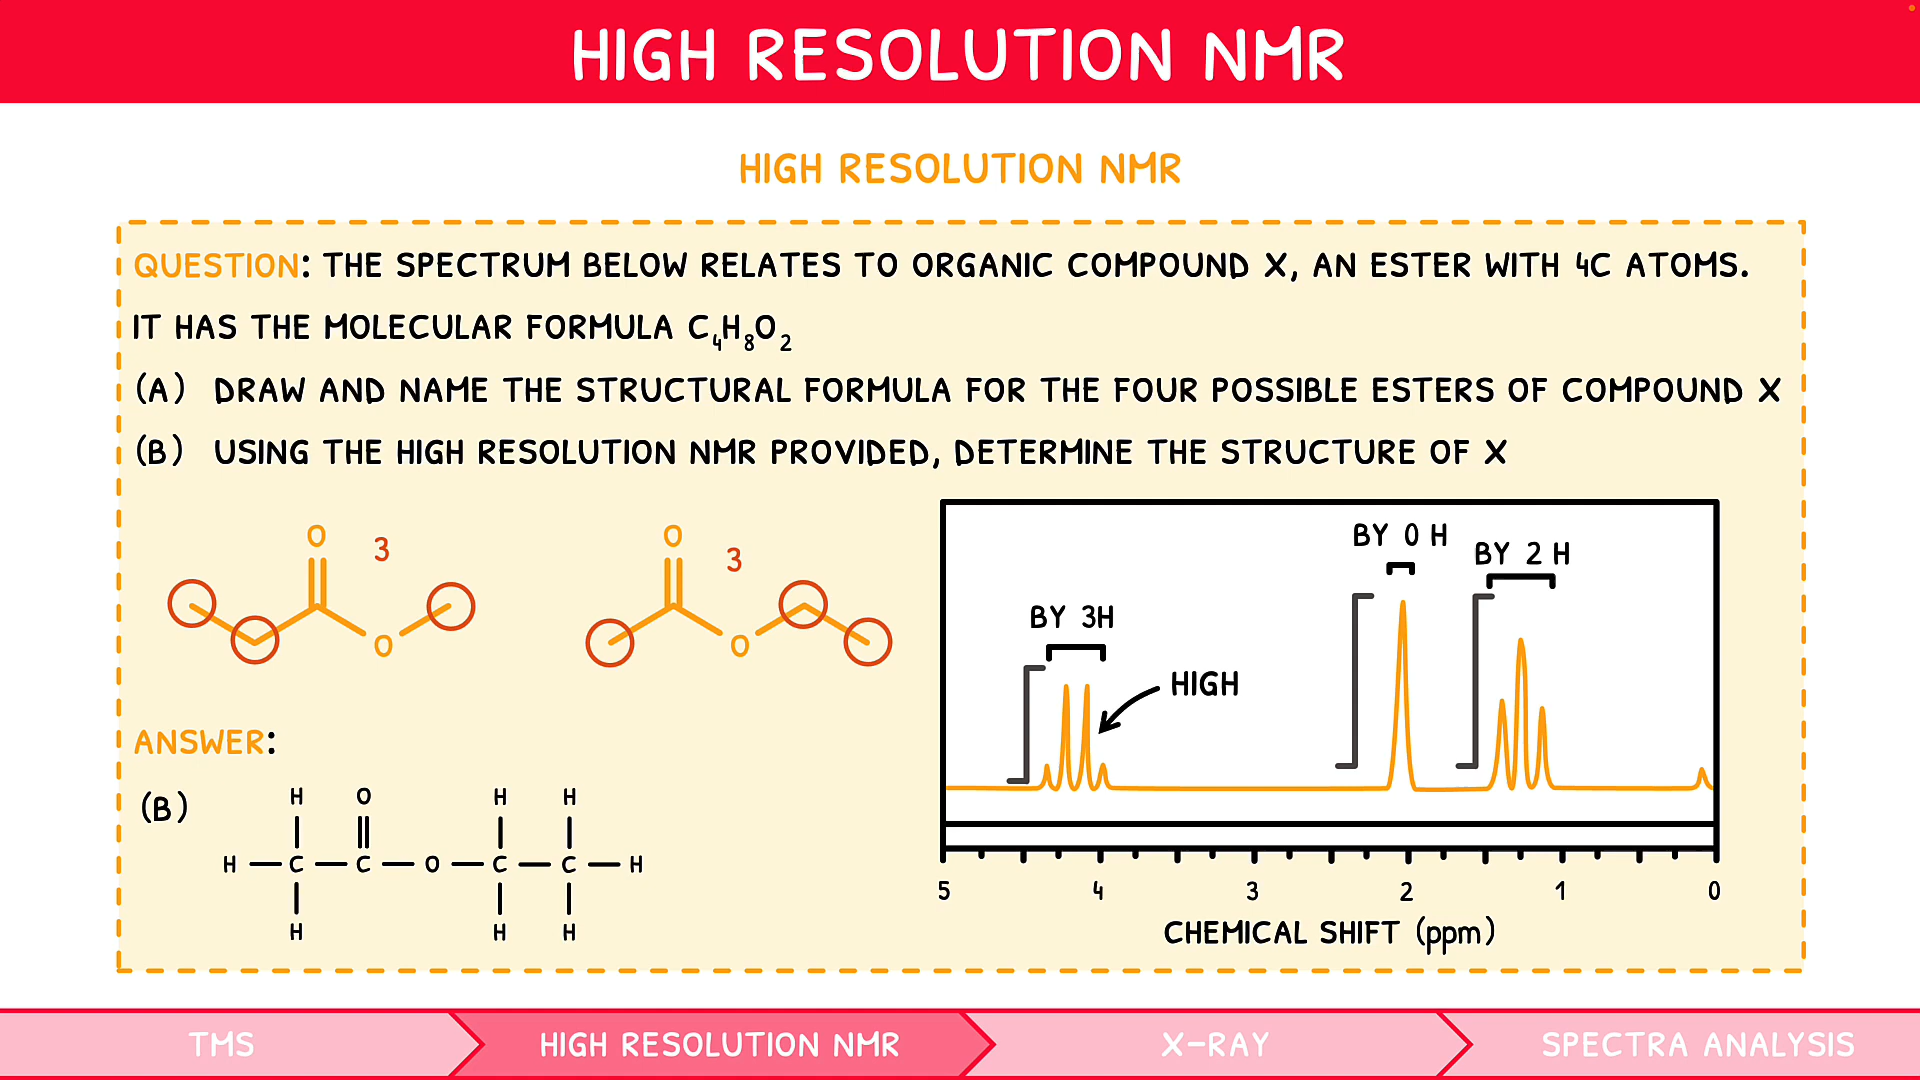 HIGH RESOLUTION NMR
HIGH RESOLUTION NMR
QUESTION: THE SPECTRUM BELOW RELATES TO ORGANIC COMPOUND X, AN ESTER WITH 4C ATOMS.
IT HAS THE MOLECULAR FORMULA C₄H₈O₂
(A) DRAW AND NAME THE STRUCTURAL FORMULA FOR THE FOUR POSSIBLE ESTERS OF COMPOUND X
(B) USING THE HIGH RESOLUTION NMR PROVIDED, DETERMINE THE STRUCTURE OF X
O 3
O
O 3
O
BY 3H
HIGH
BY 0 H
BY 2 H
5 4 3 2 1 0
CHEMICAL SHIFT (ppm)
ANSWER:
(B)
H O H H
H C C O C C H
H H H
TMS
HIGH RESOLUTION NMR
X-RAY
SPECTRA ANALYSIS